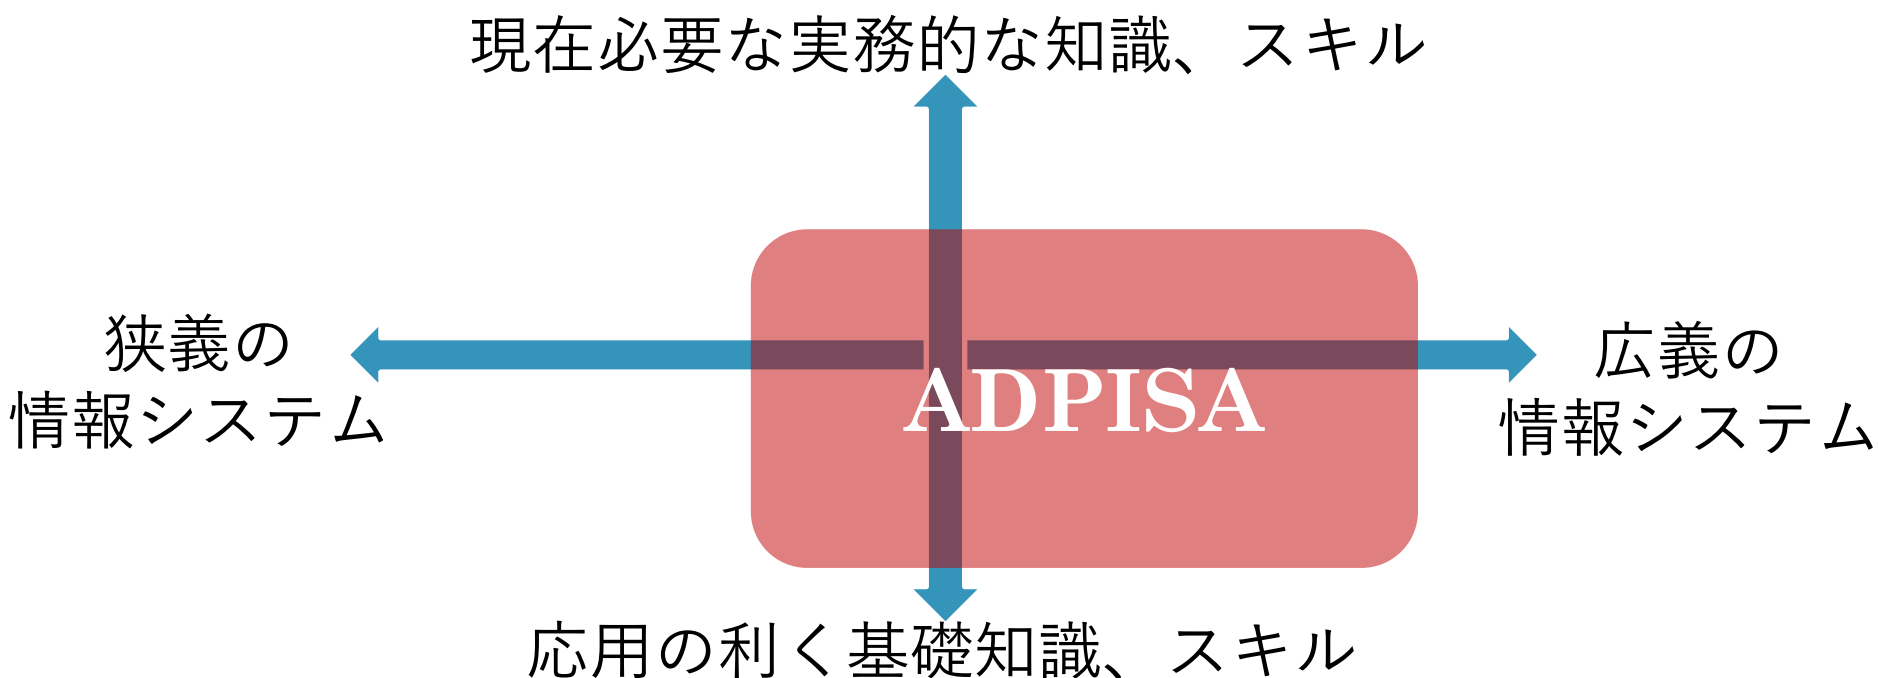 現在必要な実務的な知識、スキル
狭義の
情報システム
広義の
情報システム
ADPISA
応用の利く基礎知識、スキル